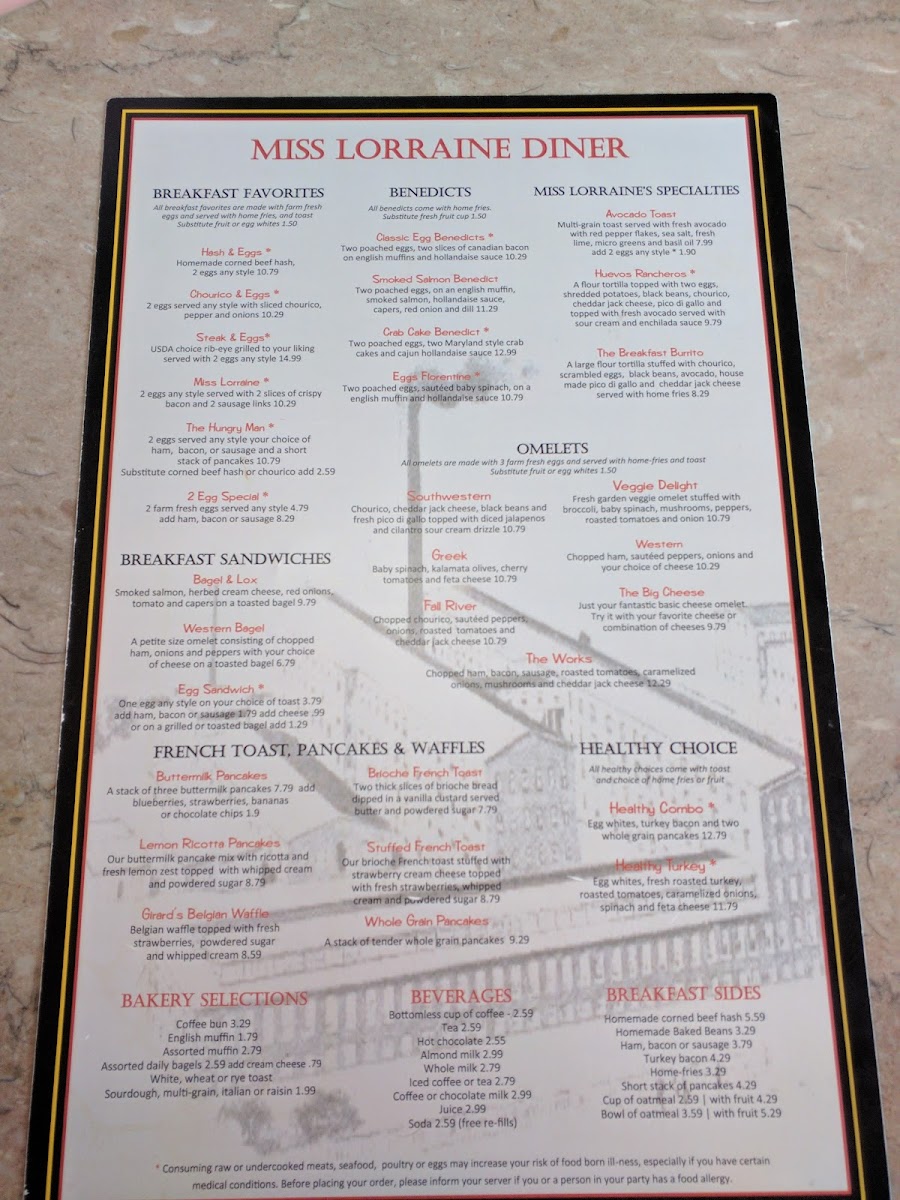 MISS LORRAINE DINER
BREAKFAST FAVORITES
All breakfast favorites are made with farm fresh
eggs and served with home fries, and toast
Substitute fruit or egg whites 1.50
Hash & Eggs *
Homemade corned beef hash,
2 eggs any style 10.79
Chourico & Eggs *
2 eggs served any style with sliced chourico,
pepper and onions 10.29
Steak & Eggs*
USDA choice rib-eye grilled to your liking
served with 2 eggs any style 14.99
Miss Lorraine *
2 eggs any style served with 2 slices of crispy
bacon and 2 sausage links 10.29
The Hungry Man *
2 eggs served any style your choice of
ham, bacon, or sausage and a short
stack of pancakes 10.79
Substitute corned beef hash or chourico add 2.59
2 Egg Special *
2 farm fresh eggs served any style 4.79
add ham, bacon or sausage 8.29
BENEDICTS
All benedicts come with home fries.
Substitute fresh fruit cup 1.50
Classic Egg Benedicts *
Two poached eggs, two slices of canadian bacon
on english muffins and hollandaise sauce 10.29
Smoked Salmon Benedict
Two poached eggs, on an english muffin,
smoked salmon, hollandaise sauce,
capers, red onion and dill 11.29
Crab Cake Benedict *
Two poached eggs, two Maryland style crab
cakes and cajun hollandaise sauce 12.99
Eggs Florentine *
Two poached eggs, sautéed baby spinach, on a
english muffin and hollandaise sauce 10.79
MISS LORRAINE'S SPECIALTIES
Avocado Toast
Multi-grain toast served with fresh avocado
with red pepper flakes, sea salt, fresh
lime, micro greens and basil oil 7.99
add 2 eggs any style * 1.90
Huevos Rancheros *
A flour tortilla topped with two eggs,
shredded potatoes, black beans, chourico,
cheddar jack cheese, pico di gallo and
topped with fresh avocado served with
sour cream and enchilada sauce 9.79
The Breakfast Burrito
A large flour tortilla stuffed with chourico,
scrambled eggs, black beans, avocado, house
made pico di gallo and cheddar jack cheese
served with home fries 8.29
OMELETS
All omelets are made with 3 farm fresh eggs and served with home-fries and toast
Substitute fruit or egg whites 1.50
Southwestern
Chourico, cheddar jack cheese, black beans and
fresh pico di gallo topped with diced jalapenos
and cilantro sour cream drizzle 10.79
Greek
Baby spinach, kalamata olives, cherry
tomatoes and feta cheese 10.79
Fall River
Chopped chourico, sautéed peppers,
onions, roasted tomatoes and
cheddar jack cheese 10.79
Veggie Delight
Fresh garden veggie omelet stuffed with
broccoli, baby spinach, mushrooms, peppers,
roasted tomatoes and onion 10.79
Western
Chopped ham, sautéed peppers, onions and
your choice of cheese 10.29
The Big Cheese
Just your fantastic basic cheese omelet.
Try it with your favorite cheese or
combination of cheeses 9.79
The Works
Chopped ham, bacon, sausage, roasted tomatoes, caramelized
onions, mushrooms and cheddar jack cheese 12.29
BREAKFAST SANDWICHES
Bagel & Lox
Smoked salmon, herbed cream cheese, red onions,
tomato and capers on a toasted bagel 9.79
Western Bagel
A petite size omelet consisting of chopped
ham, onions and peppers with your choice
of cheese on a toasted bagel 6.79
Egg Sandwich *
One egg any style on your choice of toast 3.79
add ham, bacon or sausage 1.79 add cheese .99
or on a grilled or toasted bagel add 1.29
FRENCH TOAST, PANCAKES & WAFFLES
Buttermilk Pancakes
A stack of three buttermilk pancakes 7.79 add
blueberries, strawberries, bananas
or chocolate chips 1.9
Lemon Ricotta Pancakes
Our buttermilk pancake mix with ricotta and
fresh lemon zest topped with whipped cream
and powdered sugar 8.79
Girard's Belgian Waffle
Belgian waffle topped with fresh
strawberries, powdered sugar
and whipped cream 8.59
Brioche French Toast
Two thick slices of brioche bread
dipped in a vanilla custard served
butter and powdered sugar 7.79
Stuffed French Toast
Our brioche French toast stuffed with
strawberry cream cheese topped
with fresh strawberries, whipped
cream and powdered sugar 8.79
Whole Grain Pancakes
A stack of tender whole grain pancakes 9.29
HEALTHY CHOICE
All healthy choices come with toast
and choice of home fries or fruit
Healthy Combo *
Egg whites, turkey bacon and two
whole grain pancakes 12.79
Healthy Turkey *
Egg whites, fresh roasted turkey,
roasted tomatoes, caramelized onions,
spinach and feta cheese 11.79
BAKERY SELECTIONS
Coffee bun 3.29
English muffin 1.79
Assorted muffin 2.79
Assorted daily bagels 2.59 add cream cheese .79
White, wheat or rye toast
Sourdough, multi-grain, italian or raisin 1.99
BEVERAGES
Bottomless cup of coffee - 2.59
Tea 2.59
Hot chocolate 2.55
Almond milk 2.99
Whole milk 2.79
Iced coffee or tea 2.79
Coffee or chocolate milk 2.99
Juice 2.99
Soda 2.59 (free re-fills)
BREAKFAST SIDES
Homemade corned beef hash 5.59
Homemade Baked Beans 3.29
Ham, bacon or sausage 3.79
Turkey bacon 4.29
Home-fries 3.29
Short stack of pancakes 4.29
Cup of oatmeal 2.59 | with fruit 4.29
Bowl of oatmeal 3.59 | with fruit 5.29
* Consuming raw or undercooked meats, seafood, poultry or eggs may increase your risk of food born ill-ness, especially if you have certain
medical conditions. Before placing your order, please inform your server if you or a person in your party has a food allergy.